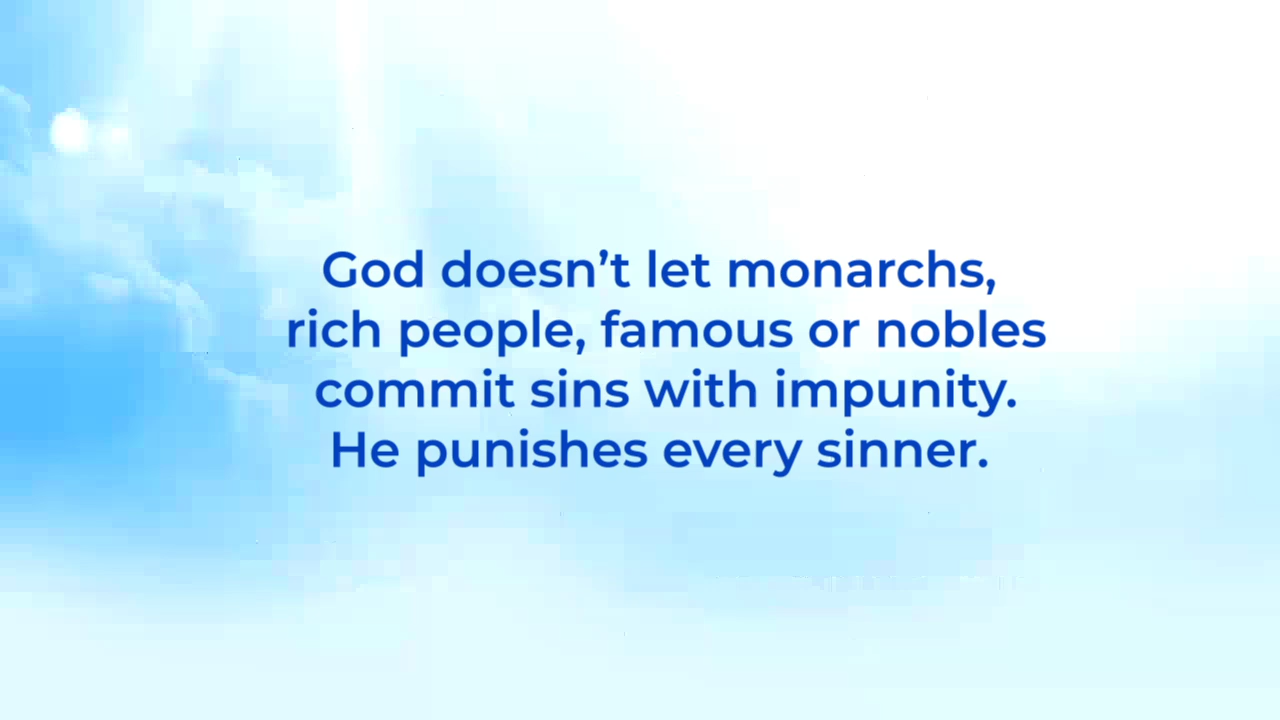 God doesn’t let monarchs,
rich people, famous or nobles
commit sins with impunity.
He punishes every sinner.